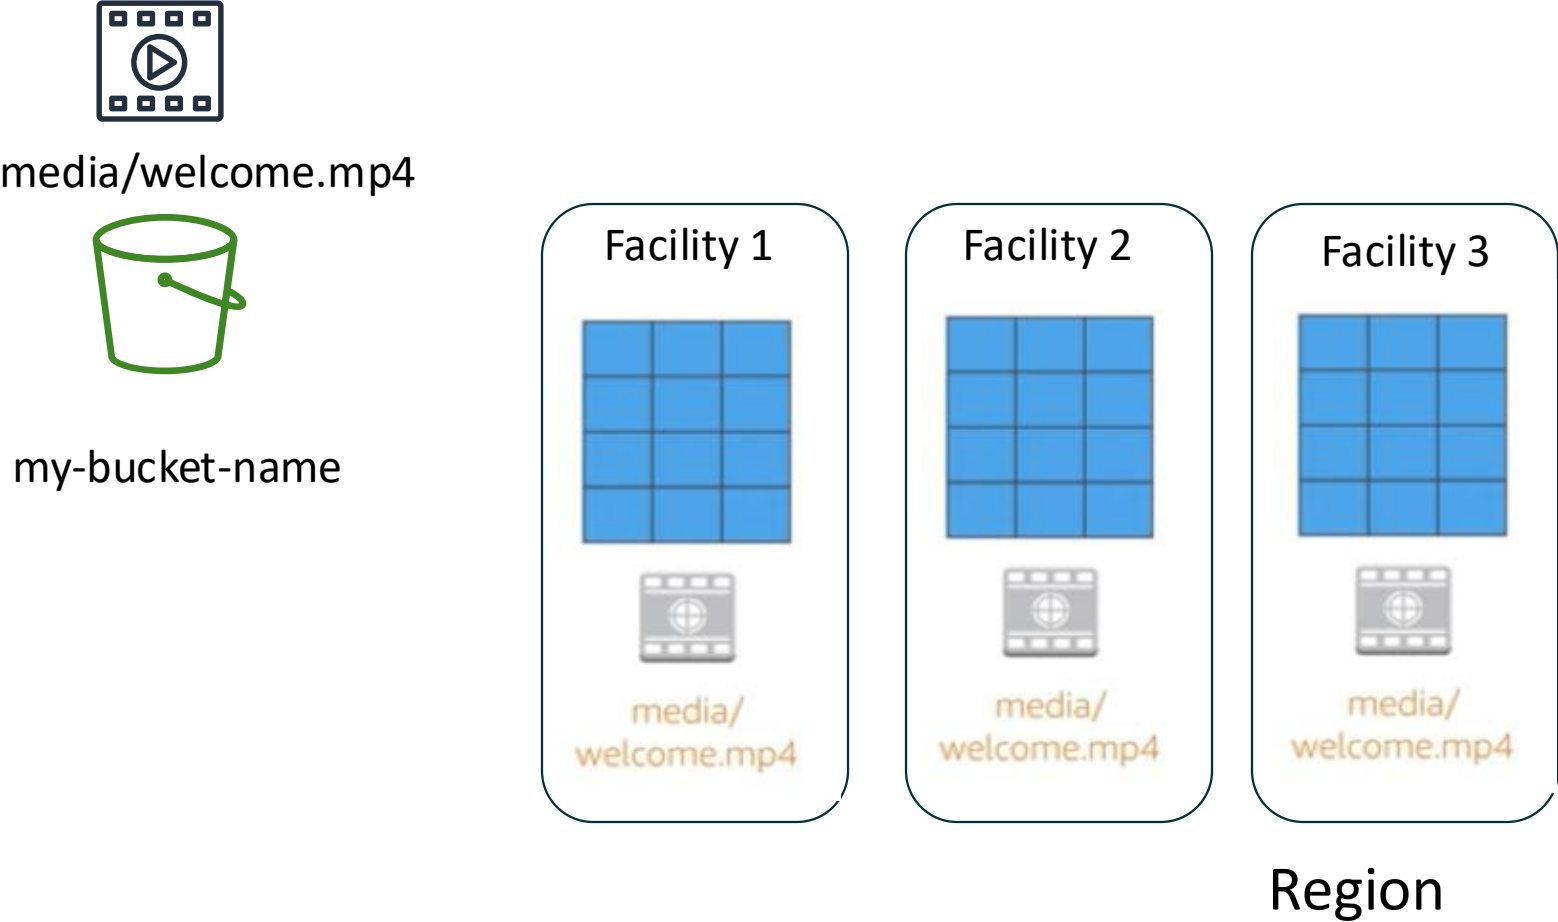 media/welcome.mp4
my-bucket-name
Facility 1
media/
welcome.mp4
Facility 2
media/
welcome.mp4
Facility 3
media/
welcome.mp4
Region